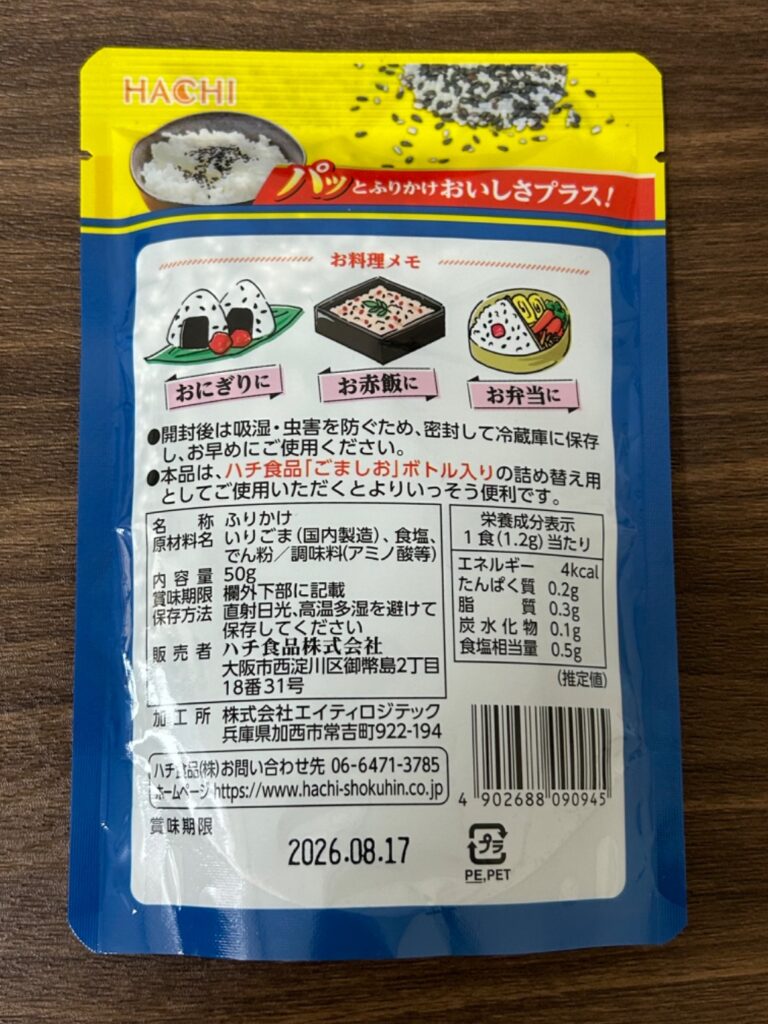 HACHI
パッとふりかけおいしさプラス!
お料理メモ
おにぎりに
お赤飯に
お弁当に
●開封後は吸湿・虫害を防ぐため、密封して冷蔵庫に保存
し、お早めにご使用ください。
●本品は、ハチ食品「ごましお」ボトル入りの詰め替え用
としてご使用いただくとよりいっそう便利です。
名称 ふりかけ
原材料名 いりごま(国内製造)、食塩、
でん粉/調味料(アミノ酸等)
内容量 50g
賞味期限 欄外下部に記載
保存方法 直射日光、高温多湿を避けて
保存してください
販売者 ハチ食品株式会社
大阪市西淀川区御幣島2丁目
18番31号
加工所 株式会社エイティロジテック
兵庫県加西市常吉町922-194
ハチ食品(株)お問い合わせ先 06-6471-3785
ホームページ https://www.hachi-shokuhin.co.jp
栄養成分表示
1食(1.2g)当たり
エネルギー 4kcal
たんぱく質 0.2g
脂質 0.3g
炭水化物 0.1g
食塩相当量 0.5g
(推定値)
4 902688 090945
賞味期限
2026.08.17
プラ
PE,PET